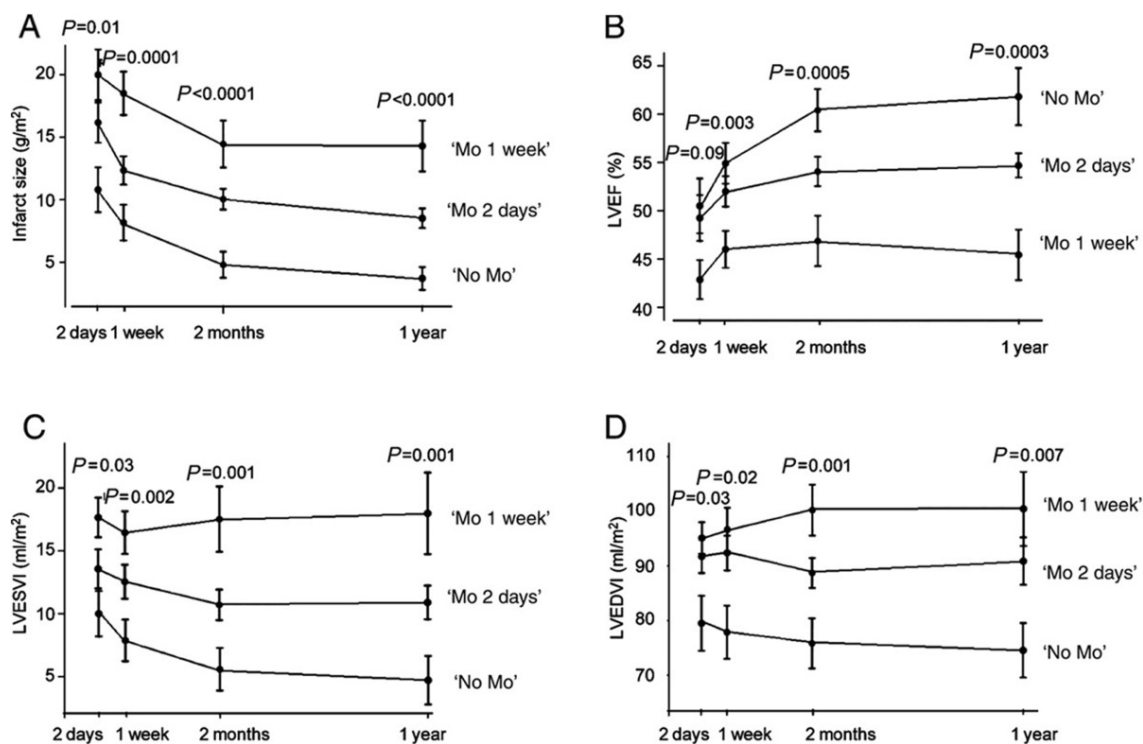 A
P=0.01
P=0.0001
P<0.0001
P<0.0001
20
15
10
5
Infarct size (g/m²)
'Mo 1 week'
'Mo 2 days'
'No Mo'
2 days 1 week 2 months 1 year
B
P=0.0003
P=0.0005
P=0.003
P=0.09
65
60
55
50
45
40
LVEF (%)
'No Mo'
'Mo 2 days'
'Mo 1 week'
2 days 1 week 2 months 1 year
C
P=0.03
P=0.002
P=0.001
P=0.001
20
15
10
5
LVESVI (ml/m²)
'Mo 1 week'
'Mo 2 days'
'No Mo'
2 days 1 week 2 months 1 year
D
P=0.03
P=0.02
P=0.001
P=0.007
110
100
90
80
70
LVEDVI (ml/m²)
'Mo 1 week'
'Mo 2 days'
'No Mo'
2 days 1 week 2 months 1 year